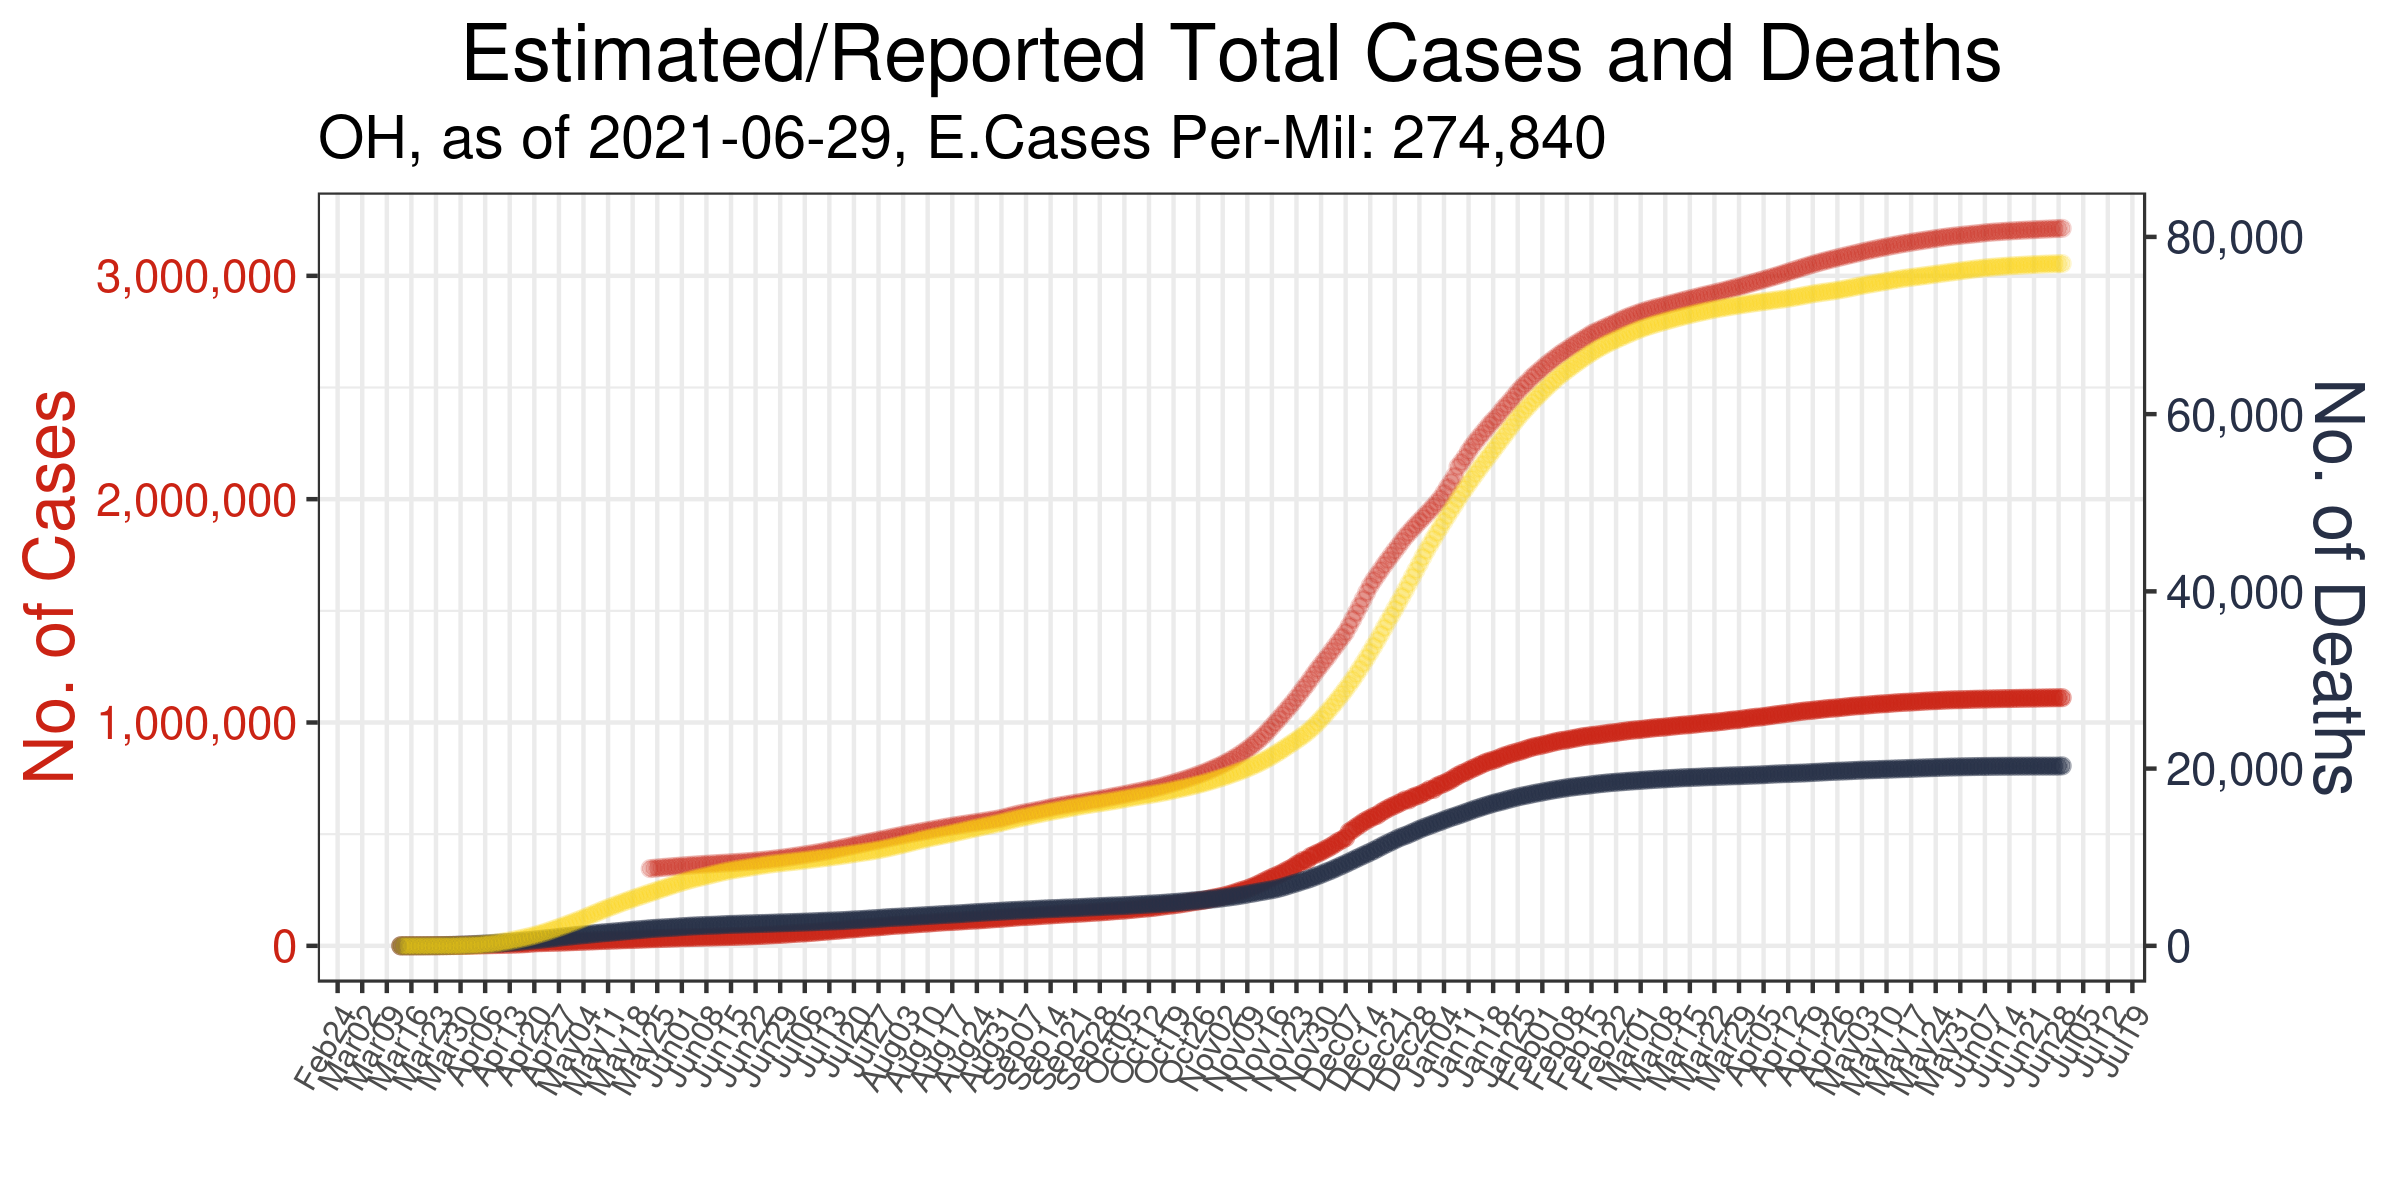 Estimated/Reported Total Cases and Deaths
OH, as of 2021-06-29, E.Cases Per-Mil: 274,840
No. of Cases
3,000,000
2,000,000
1,000,000
0
80,000
60,000
40,000
20,000
0
No. of Deaths
Feb24
Mar02
Mar09
Mar16
Mar23
Mar30
Apr06
Apr13
Apr20
Apr27
May04
May11
May18
May25
Jun01
Jun08
Jun15
Jun22
Jun29
Jul06
Jul13
Jul20
Jul27
Aug03
Aug10
Aug17
Aug24
Aug31
Sep07
Sep14
Sep21
Sep28
Oct05
Oct12
Oct19
Oct26
Nov02
Nov09
Nov16
Nov23
Nov30
Dec07
Dec14
Dec21
Dec28
Jan04
Jan11
Jan18
Jan25
Feb01
Feb08
Feb15
Feb22
Mar01
Mar08
Mar15
Mar22
Mar29
Apr05
Apr12
Apr19
Apr26
May03
May10
May17
May24
May31
Jun07
Jun14
Jun21
Jun28
Jul05
Jul12
Jul19